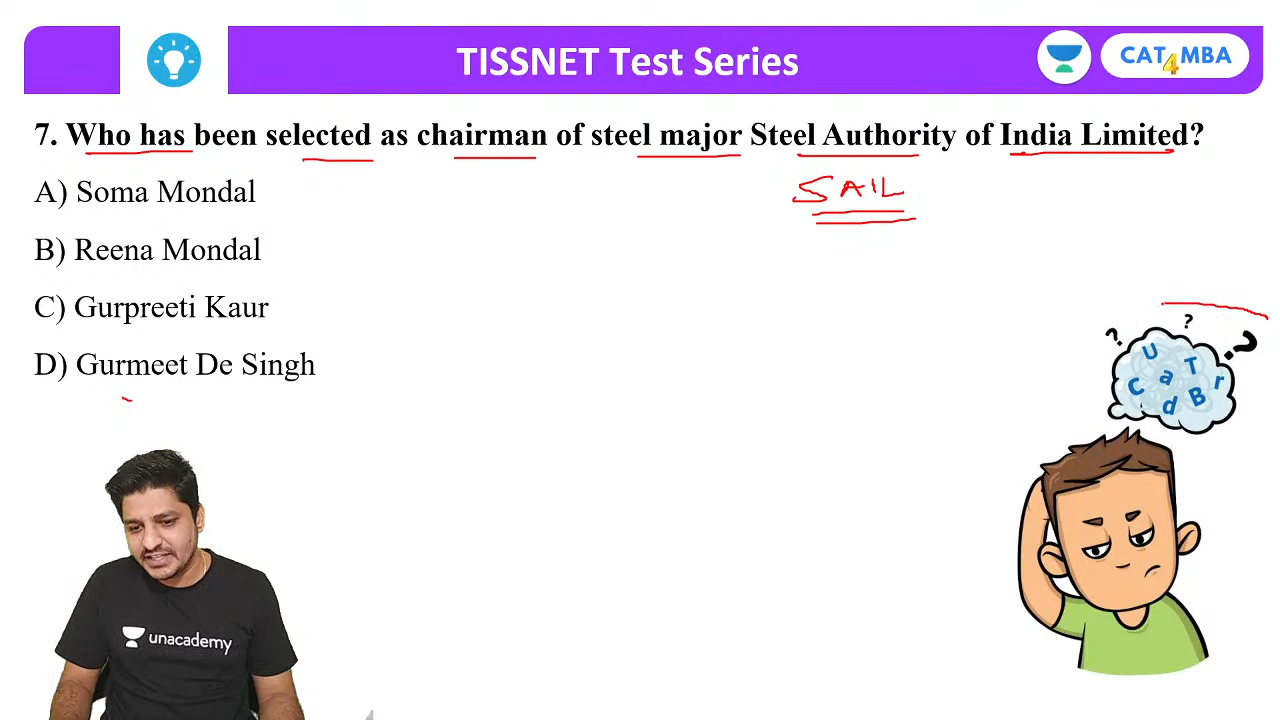 TISSNET Test Series
CAT4MBA
7. Who has been selected as chairman of steel major Steel Authority of India Limited?
SAIL
A) Soma Mondal
B) Reena Mondal
C) Gurpreeti Kaur
D) Gurmeet De Singh
? ? ?
U T
C a r
d B
unacademy